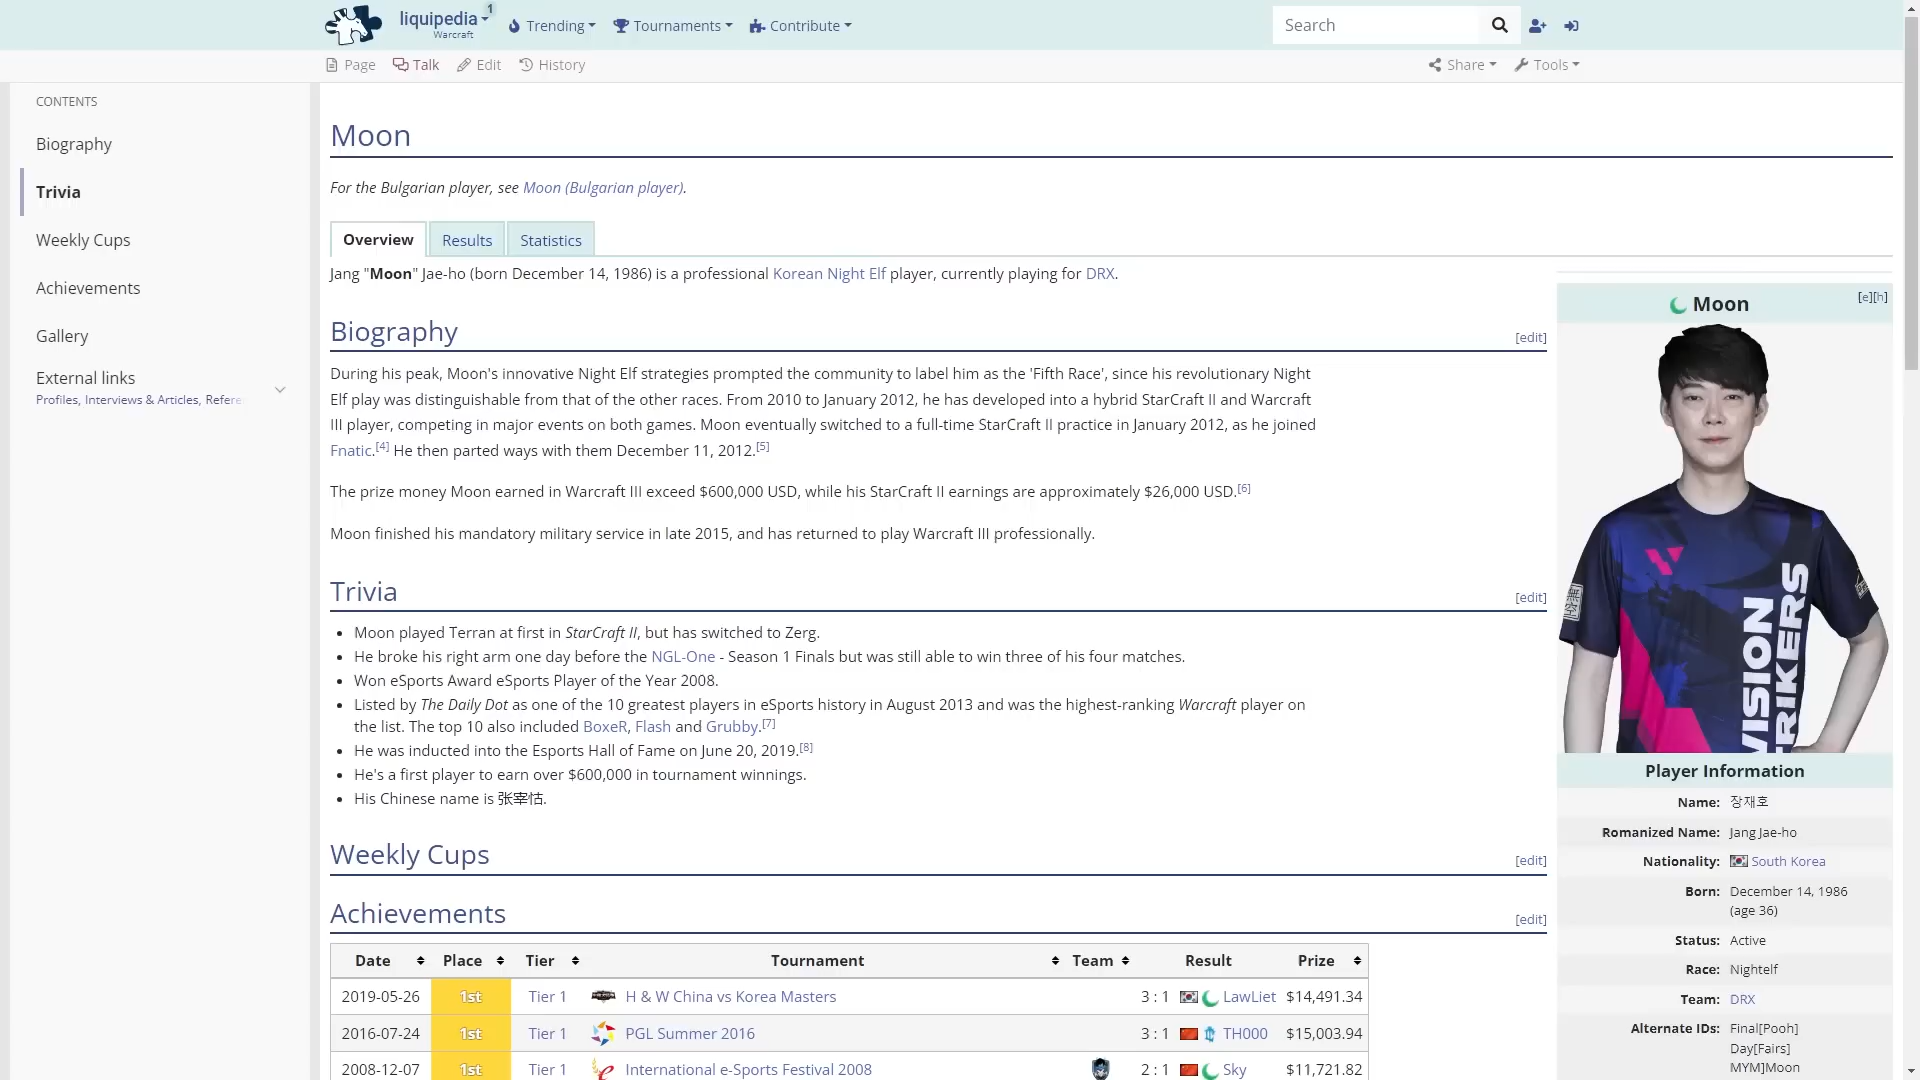 liquipedia
1
Warcraft
Trending
Tournaments
Contribute
Search
Page
Talk
Edit
History
Share
Tools
CONTENTS
Biography
Trivia
Weekly Cups
Achievements
Gallery
External links
Profiles, Interviews & Articles, Refere
Moon
For the Bulgarian player, see Moon (Bulgarian player).
Overview
Results
Statistics
Jang "Moon" Jae-ho (born December 14, 1986) is a professional Korean Night Elf player, currently playing for DRX.
Biography
[edit]
During his peak, Moon's innovative Night Elf strategies prompted the community to label him as the 'Fifth Race', since his revolutionary Night
Elf play was distinguishable from that of the other races. From 2010 to January 2012, he has developed into a hybrid StarCraft II and Warcraft
III player, competing in major events on both games. Moon eventually switched to a full-time StarCraft II practice in January 2012, as he joined
Fnatic.[4] He then parted ways with them December 11, 2012.[5]
The prize money Moon earned in Warcraft III exceed $600,000 USD, while his StarCraft II earnings are approximately $26,000 USD.[6]
Moon finished his mandatory military service in late 2015, and has returned to play Warcraft III professionally.
Trivia
[edit]
• Moon played Terran at first in StarCraft II, but has switched to Zerg.
• He broke his right arm one day before the NGL-One - Season 1 Finals but was still able to win three of his four matches.
• Won eSports Award eSports Player of the Year 2008.
• Listed by The Daily Dot as one of the 10 greatest players in eSports history in August 2013 and was the highest-ranking Warcraft player on
the list. The top 10 also included BoxeR, Flash and Grubby.[7]
• He was inducted into the Esports Hall of Fame on June 20, 2019.[8]
• He's a first player to earn over $600,000 in tournament winnings.
• His Chinese name is 张宰怙.
Weekly Cups
[edit]
Achievements
[edit]
Date Place Tier Tournament Team Result Prize
2019-05-26 1st Tier 1 H & W China vs Korea Masters 3 : 1 LawLiet $14,491.34
2016-07-24 1st Tier 1 PGL Summer 2016 3 : 1 TH000 $15,003.94
2008-12-07 1st Tier 1 International e-Sports Festival 2008 2 : 1 Sky $11,721.82
[e][h]
Moon
VISION
STRIKERS
Player Information
Name: 장재호
Romanized Name: Jang Jae-ho
Nationality: South Korea
Born: December 14, 1986
(age 36)
Status: Active
Race: Nightelf
Team: DRX
Alternate IDs: Final[Pooh]
Day[Fairs]
MYM]Moon